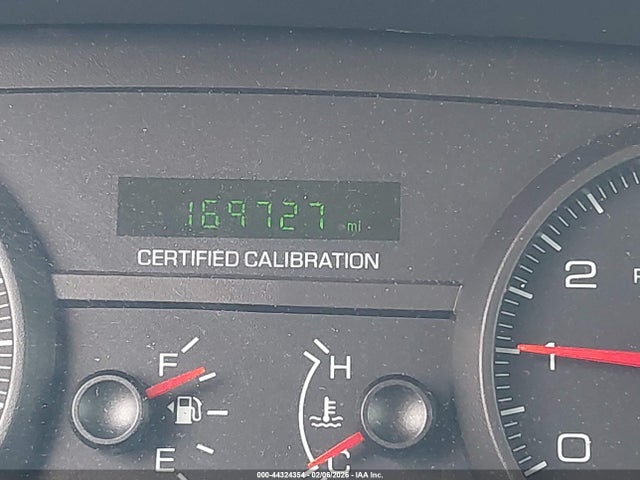 169727 mi
CERTIFIED CALIBRATION
2
F
H
1
E
C
0
000-44324354 | 02/06/2026 | IAA Inc.